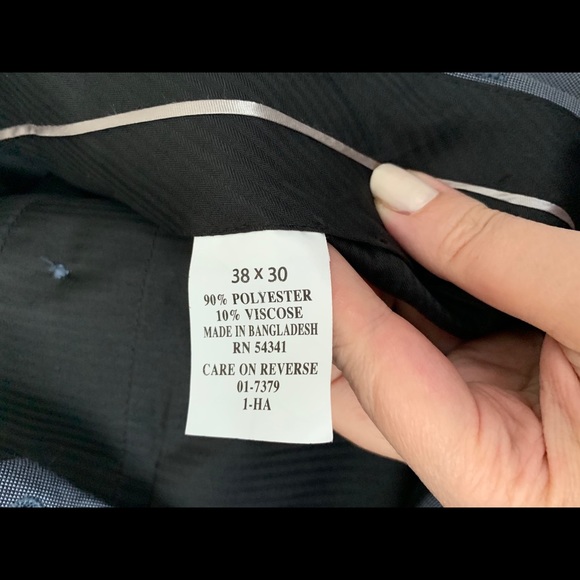 38 x 30
90% POLYESTER
10% VISCOSE
MADE IN BANGLADESH
RN 54341
CARE ON REVERSE
01-7379
1-HA